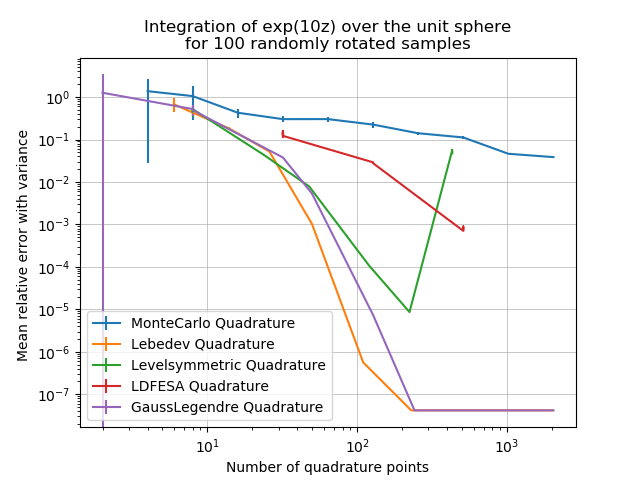 Integration of exp(10z) over the unit sphere
for 100 randomly rotated samples
Mean relative error with variance
10⁰
10⁻¹
10⁻²
10⁻³
10⁻⁴
10⁻⁵
10⁻⁶
10⁻⁷
MonteCarlo Quadrature
Lebedev Quadrature
Levelsymmetric Quadrature
LDFESA Quadrature
GaussLegendre Quadrature
10¹ 10² 10³
Number of quadrature points